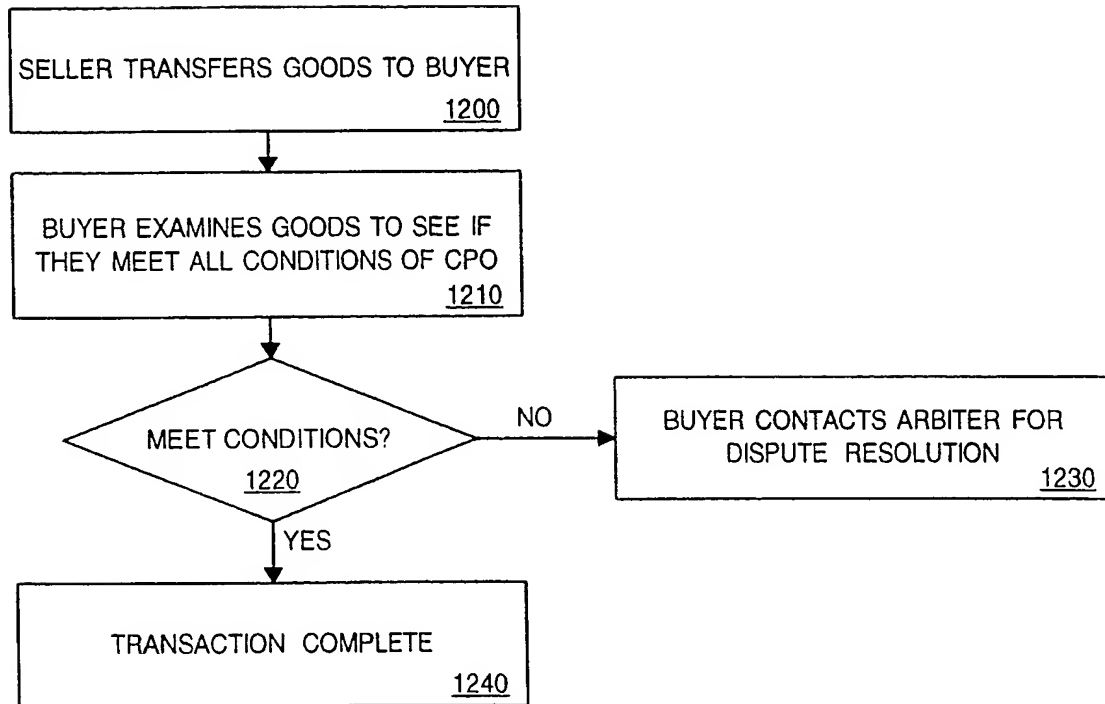 SELLER TRANSFERS GOODS TO BUYER
1200
BUYER EXAMINES GOODS TO SEE IF
THEY MEET ALL CONDITIONS OF CPO
1210
MEET CONDITIONS?
1220
NO
BUYER CONTACTS ARBITER FOR
DISPUTE RESOLUTION
1230
YES
TRANSACTION COMPLETE
1240